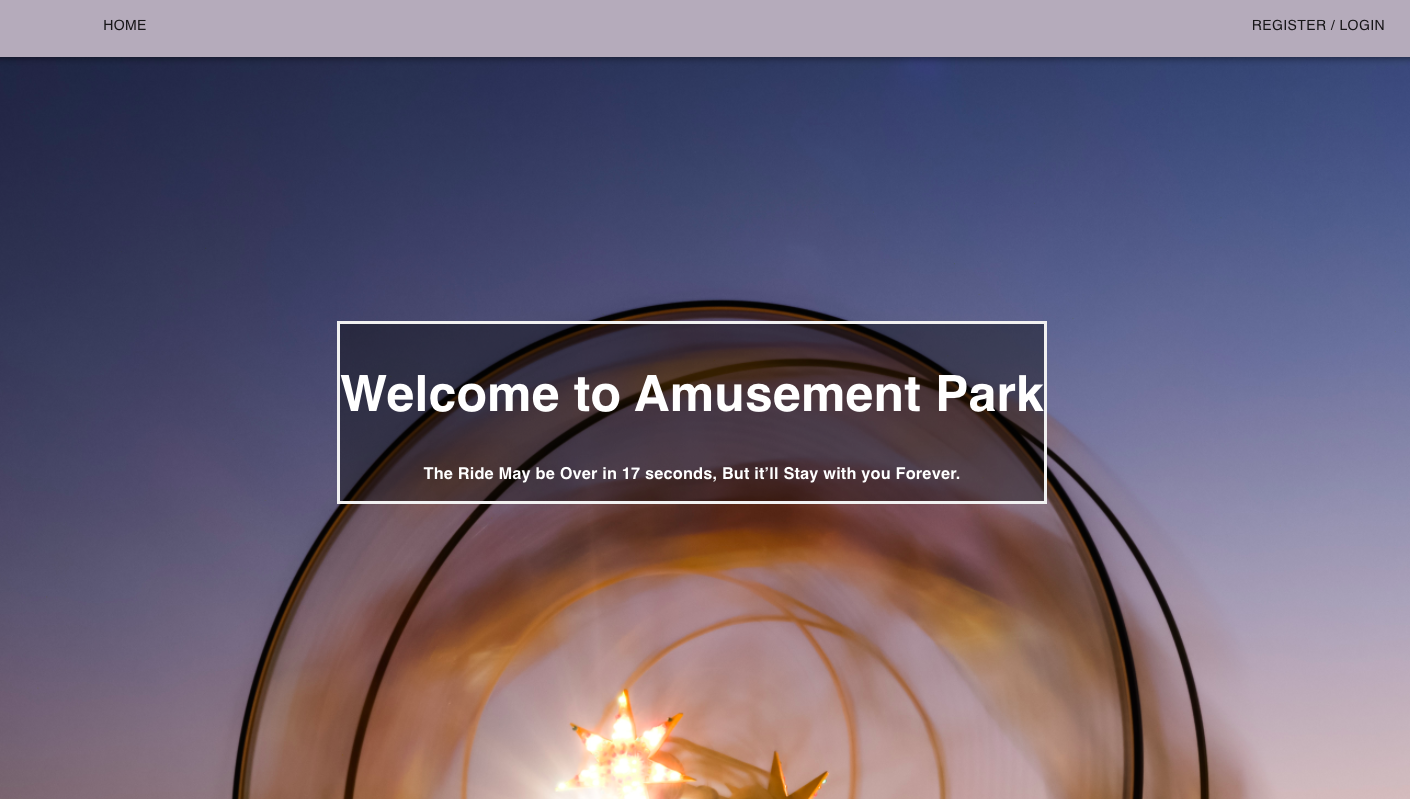 HOME
REGISTER / LOGIN
Welcome to Amusement Park
The Ride May be Over in 17 seconds, But it’ll Stay with you Forever.